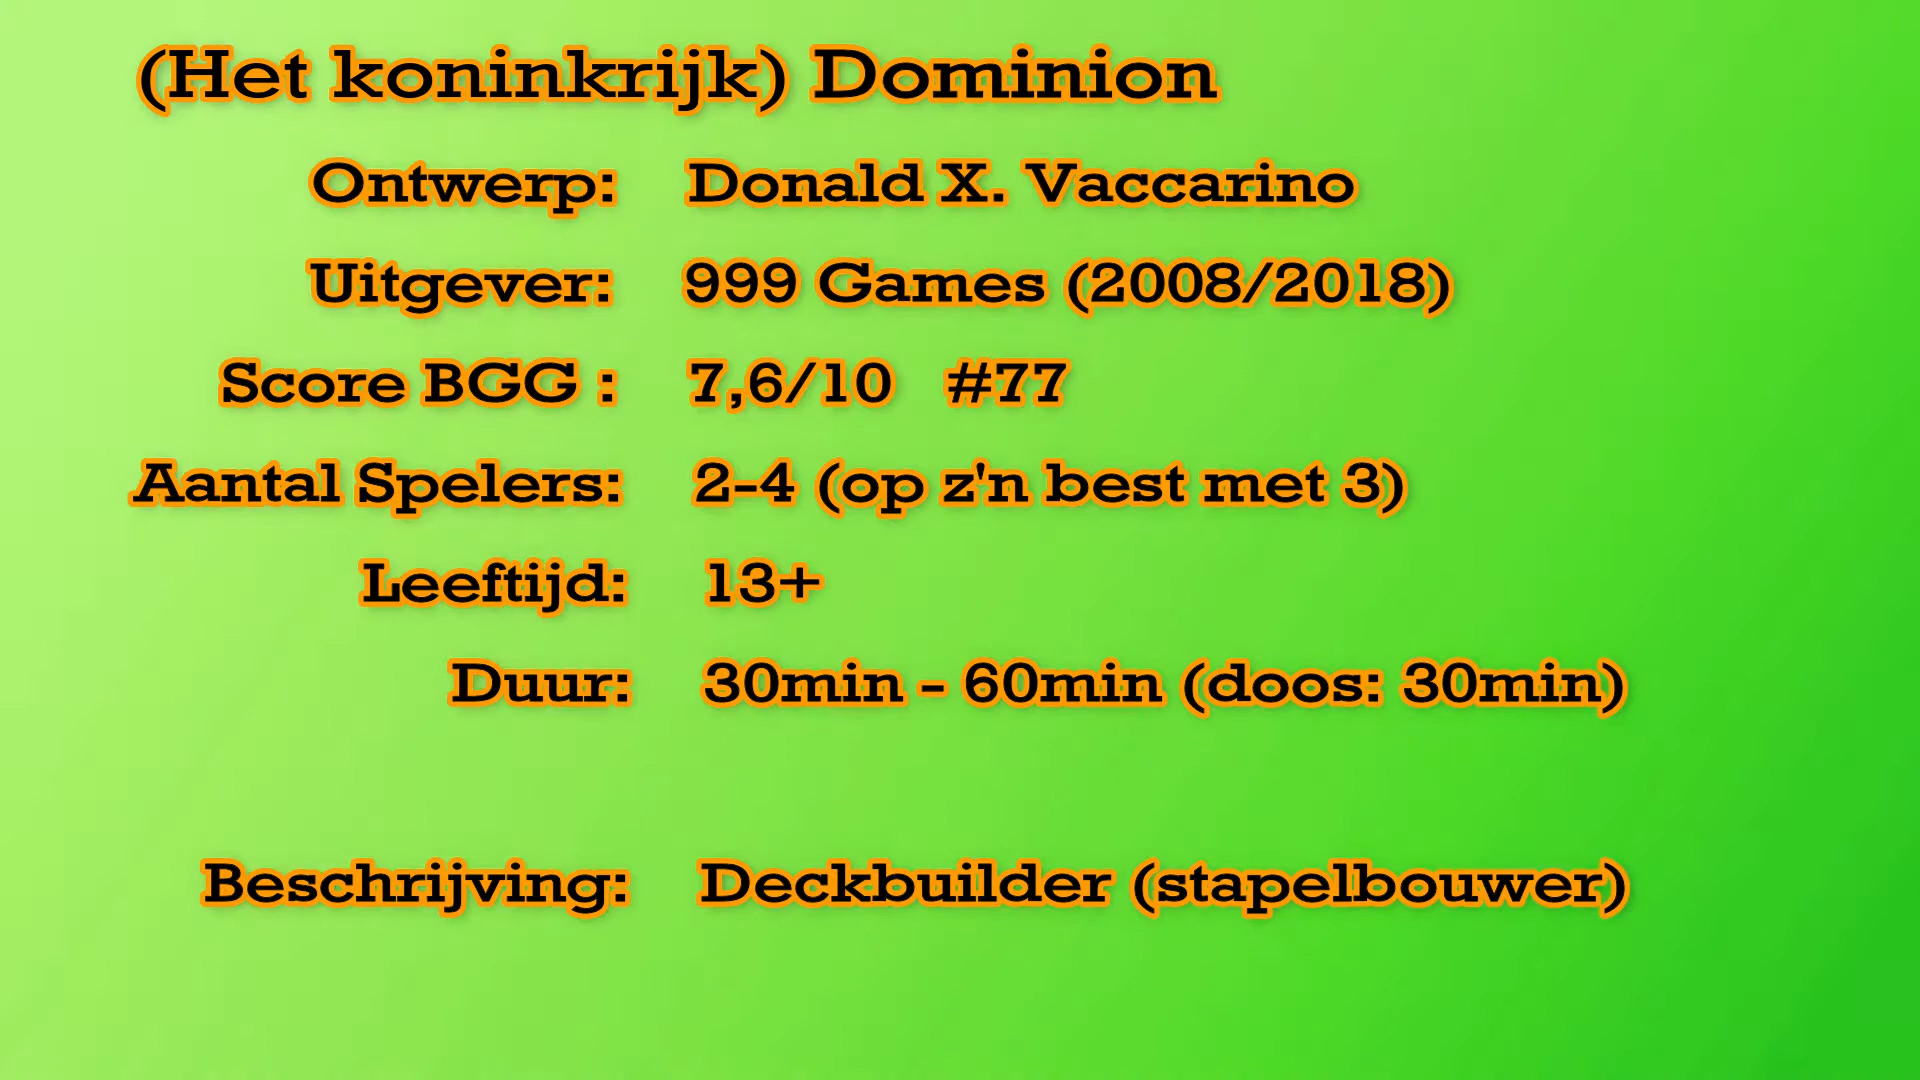 (Het koninkrijk) Dominion
Ontwerp: Donald X. Vaccarino
Uitgever: 999 Games (2008/2018)
Score BGG : 7,6/10 #77
Aantal Spelers: 2-4 (op z'n best met 3)
Leeftijd: 13+
Duur: 30min - 60min (doos: 30min)
Beschrijving: Deckbuilder (stapelbouwer)